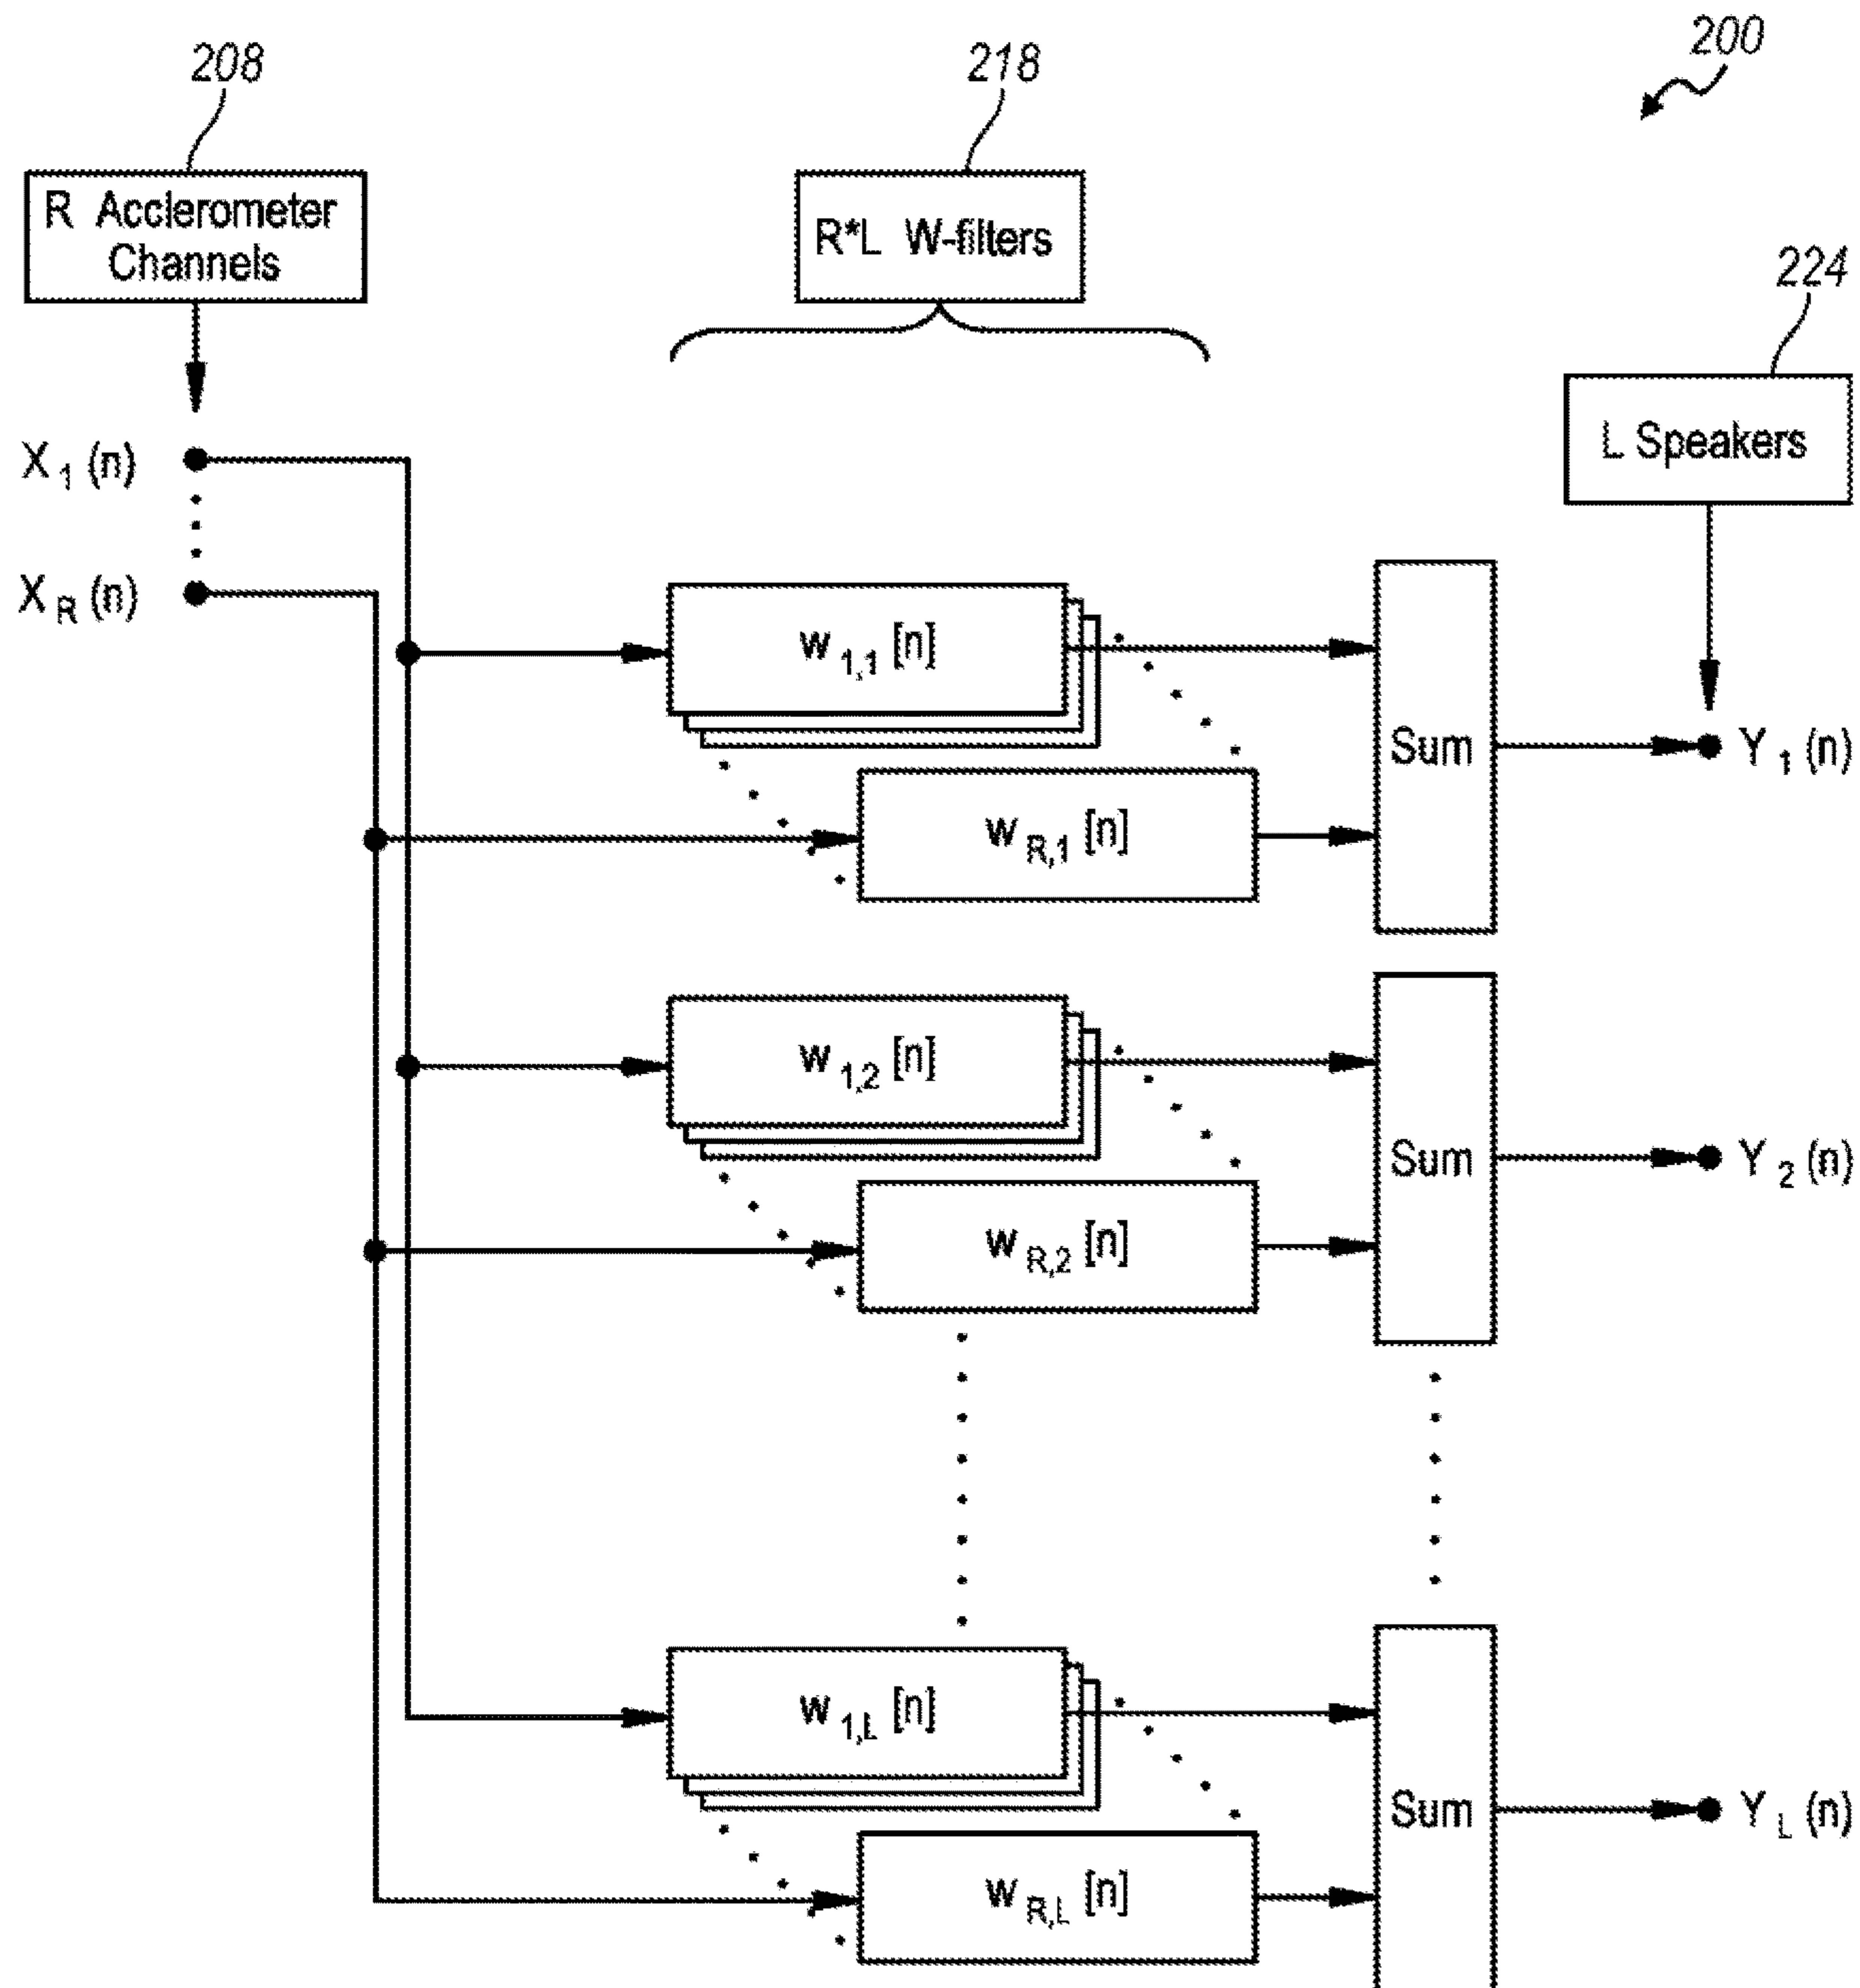 200
208
218
R Acclerometer
Channels
R*L W-filters
224
L Speakers
X 1 (n)
X R (n)
w 1,1 [n]
Sum
Y 1 (n)
w R,1 [n]
w 1,2 [n]
Sum
Y 2 (n)
w R,2 [n]
w 1,L [n]
Sum
Y L (n)
w R,L [n]